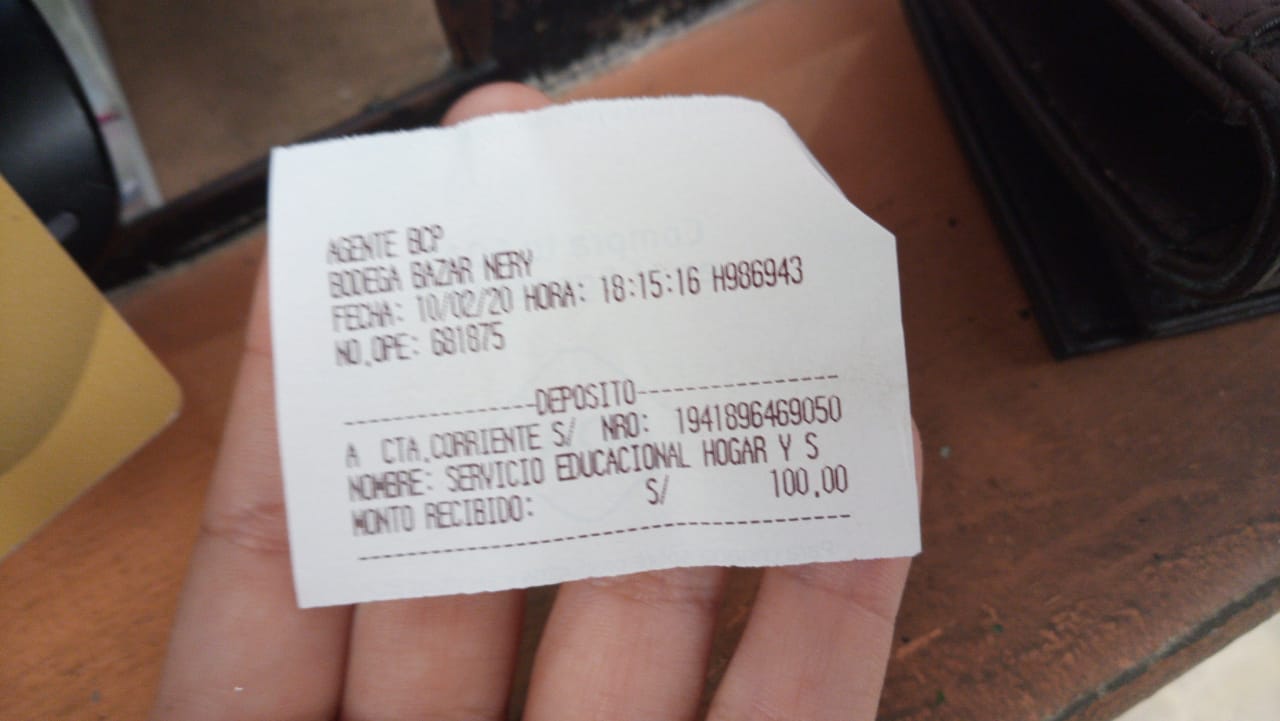 AGENTE BCP
BODEGA BAZAR NERY
FECHA: 10/02/20 HORA: 18:15:16 H986943
NO.OPE: 681875
--------------DEPOSITO---------------
A CTA.CORRIENTE S/ NRO: 1941896469050
NOMBRE: SERVICIO EDUCACIONAL HOGAR Y S
MONTO RECIBIDO: S/ 100.00